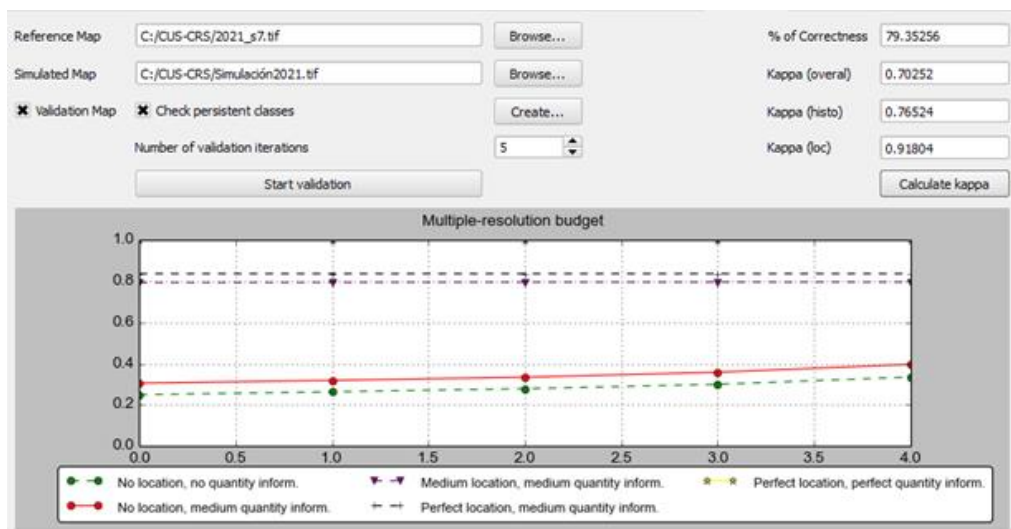 Reference Map C:/CUS-CRS/2021_s7.tif Browse... % of Correctness 79.35256
Simulated Map C:/CUS-CRS/Simulación2021.tif Browse... Kappa (overal) 0.70252
Validation Map Check persistent classes Create... Kappa (histo) 0.76524
Number of validation iterations 5 Kappa (loc) 0.91804
Start validation Calculate kappa
Multiple-resolution budget
1.0
0.8
0.6
0.4
0.2
0.0
0.0 0.5 1.0 1.5 2.0 2.5 3.0 3.5 4.0
No location, no quantity inform. Medium location, medium quantity inform. Perfect location, perfect quantity inform.
No location, medium quantity inform. Perfect location, medium quantity inform.